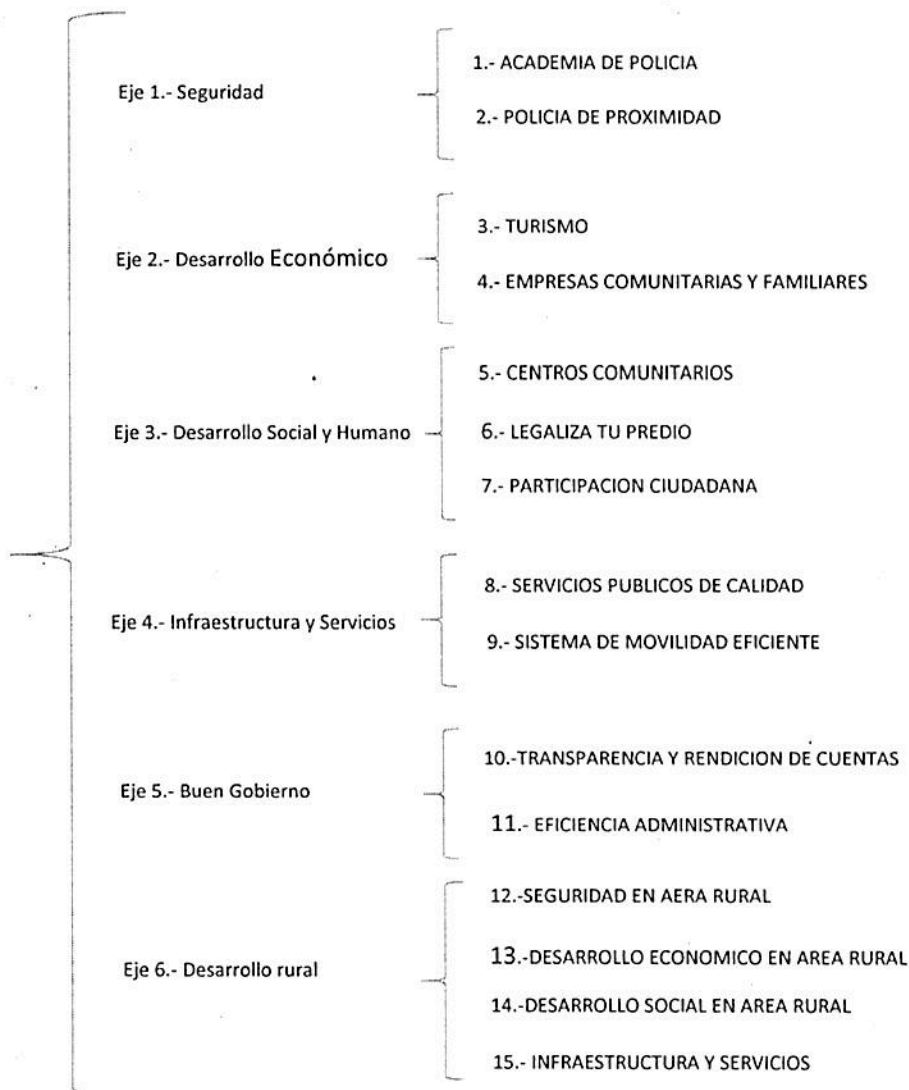 Eje 1.- Seguridad
1.- ACADEMIA DE POLICIA
2.- POLICIA DE PROXIMIDAD
Eje 2.- Desarrollo Económico
3.- TURISMO
4.- EMPRESAS COMUNITARIAS Y FAMILIARES
Eje 3.- Desarrollo Social y Humano
5.- CENTROS COMUNITARIOS
6.- LEGALIZA TU PREDIO
7.- PARTICIPACION CIUDADANA
Eje 4.- Infraestructura y Servicios
8.- SERVICIOS PUBLICOS DE CALIDAD
9.- SISTEMA DE MOVILIDAD EFICIENTE
Eje 5.- Buen Gobierno
10.-TRANSPARENCIA Y RENDICION DE CUENTAS
11.- EFICIENCIA ADMINISTRATIVA
Eje 6.- Desarrollo rural
12.-SEGURIDAD EN AERA RURAL
13.-DESARROLLO ECONOMICO EN AREA RURAL
14.-DESARROLLO SOCIAL EN AREA RURAL
15.- INFRAESTRUCTURA Y SERVICIOS